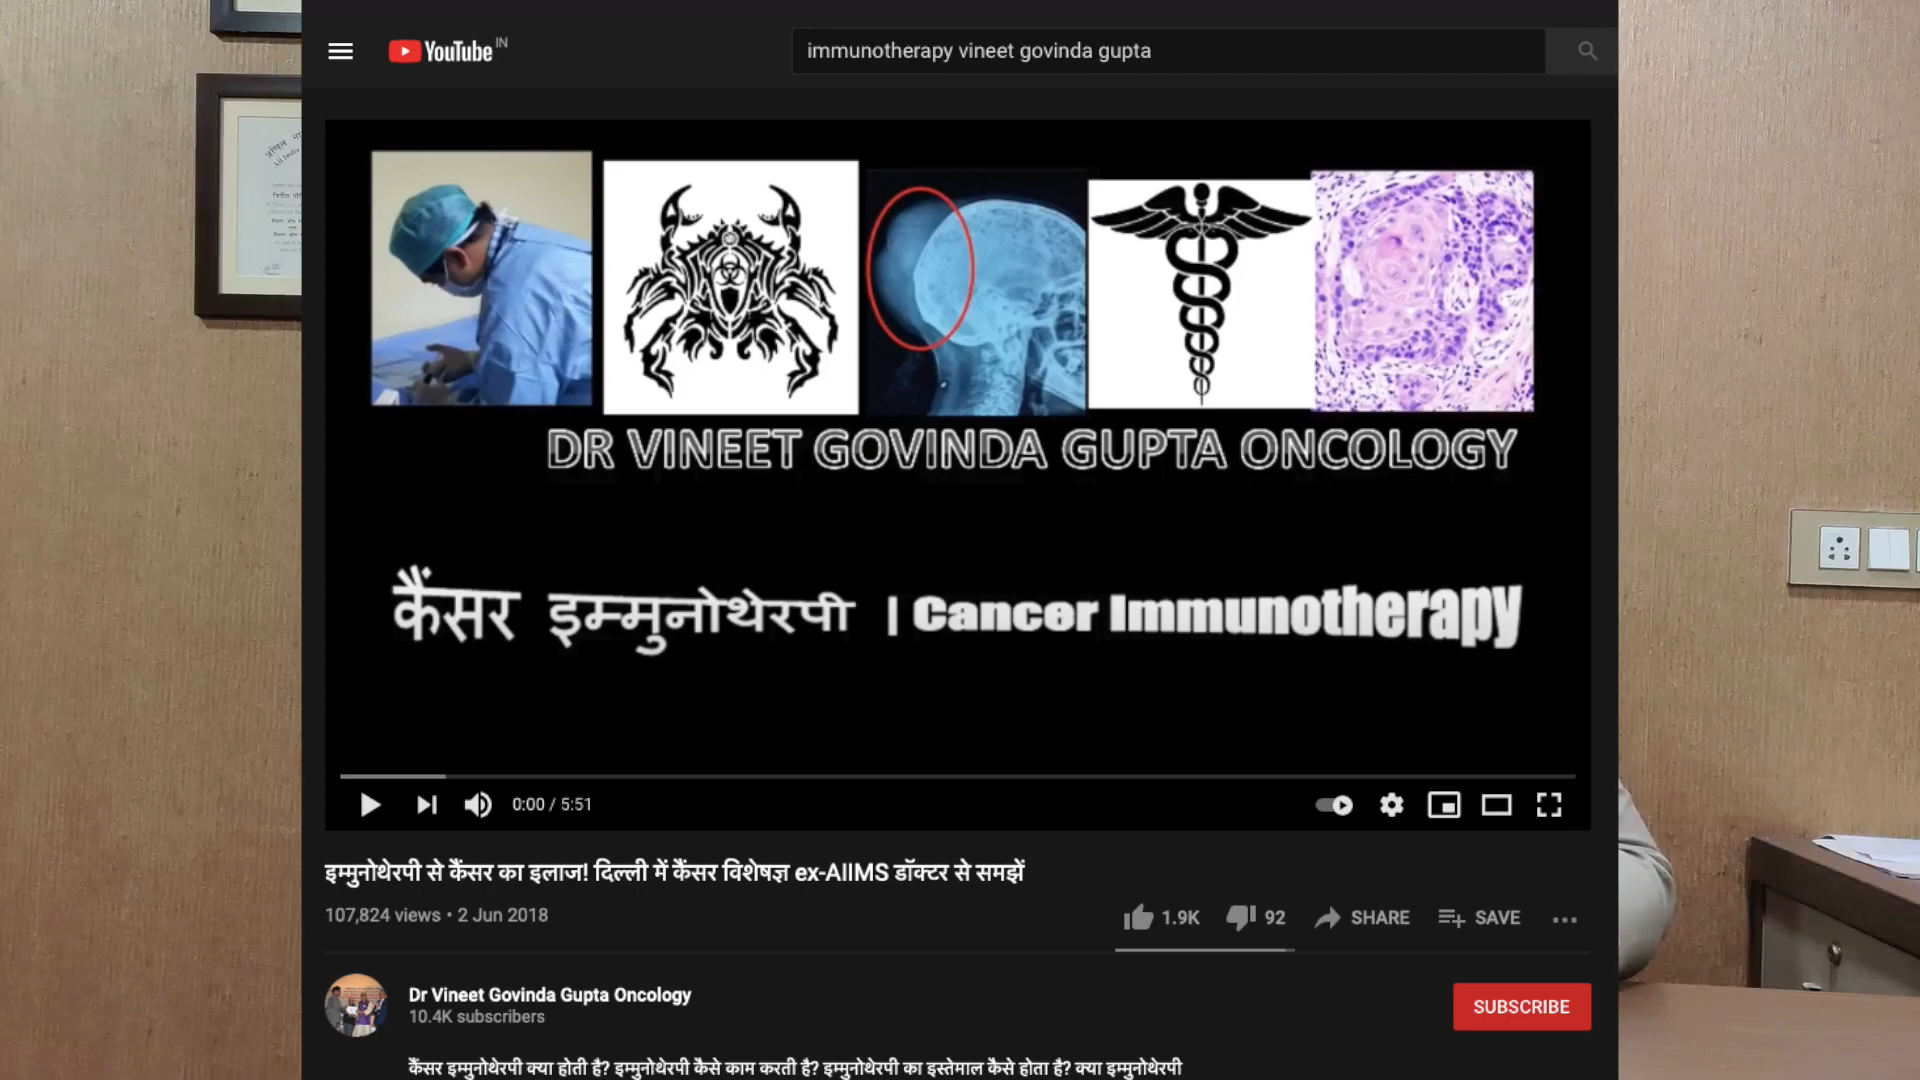 YouTube IN
immunotherapy vineet govinda gupta
DR VINEET GOVINDA GUPTA ONCOLOGY
कैंसर इम्मुनोथेरपी | Cancer Immunotherapy
0:00 / 5:51
इम्मुनोथेरपी से कैंसर का इलाज! दिल्ली में कैंसर विशेषज्ञ ex-AIIMS डॉक्टर से समझें
107,824 views • 2 Jun 2018
1.9K 92 SHARE SAVE
Dr Vineet Govinda Gupta Oncology
10.4K subscribers
SUBSCRIBE
कैंसर इम्मुनोथेरपी क्या होती है? इम्मुनोथेरपी कैसे काम करती है? इम्मुनोथेरपी का इस्तेमाल कैसे होता है? क्या इम्मुनोथेरपी